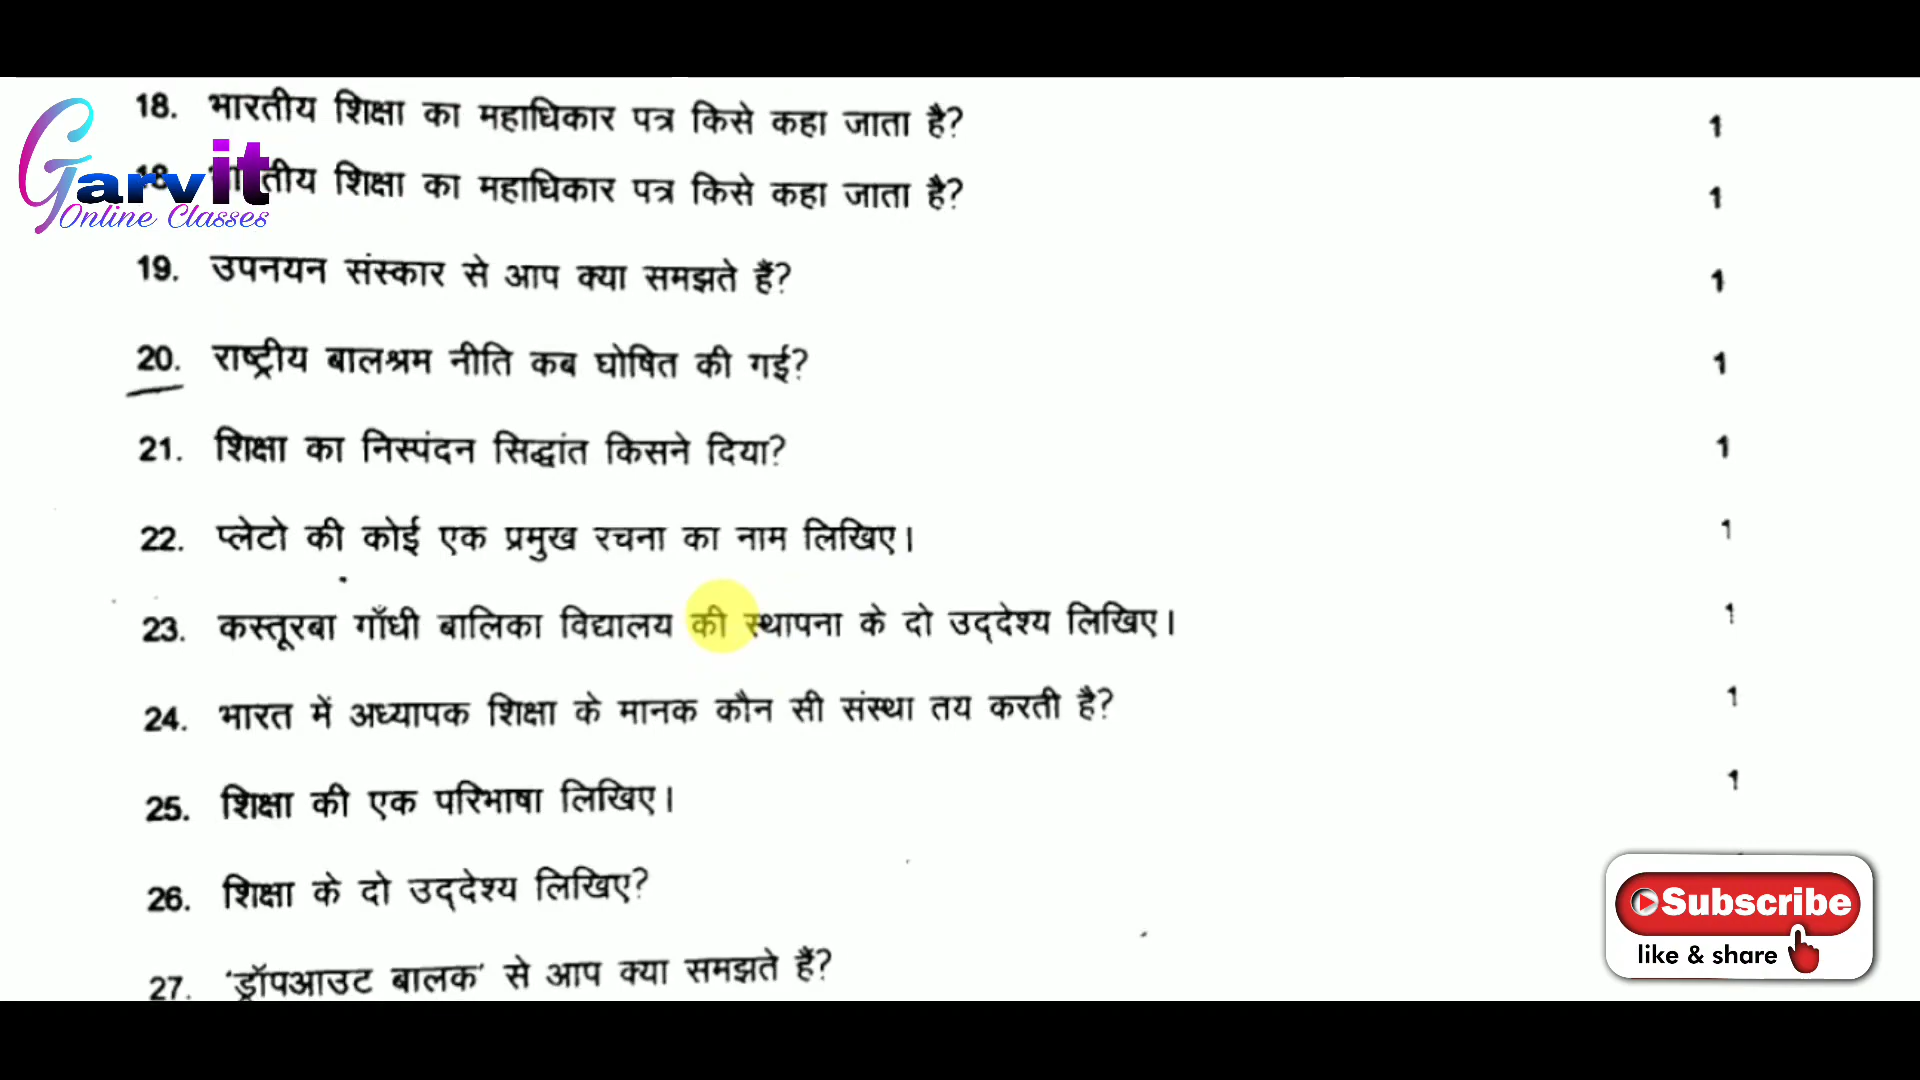 18. भारतीय शिक्षा का महाधिकार पत्र किसे कहा जाता है? 1
18. भारतीय शिक्षा का महाधिकार पत्र किसे कहा जाता है? 1
Garvit
Online Classes
19. उपनयन संस्कार से आप क्या समझते हैं? 1
20. राष्ट्रीय बालश्रम नीति कब घोषित की गई? 1
21. शिक्षा का निस्पंदन सिद्धांत किसने दिया? 1
22. प्लेटो की कोई एक प्रमुख रचना का नाम लिखिए। 1
23. कस्तूरबा गाँधी बालिका विद्यालय की स्थापना के दो उद्देश्य लिखिए। 1
24. भारत में अध्यापक शिक्षा के मानक कौन सी संस्था तय करती है? 1
25. शिक्षा की एक परिभाषा लिखिए। 1
26. शिक्षा के दो उद्देश्य लिखिए?
27. 'ड्रॉपआउट बालक' से आप क्या समझते हैं?
Subscribe
like & share